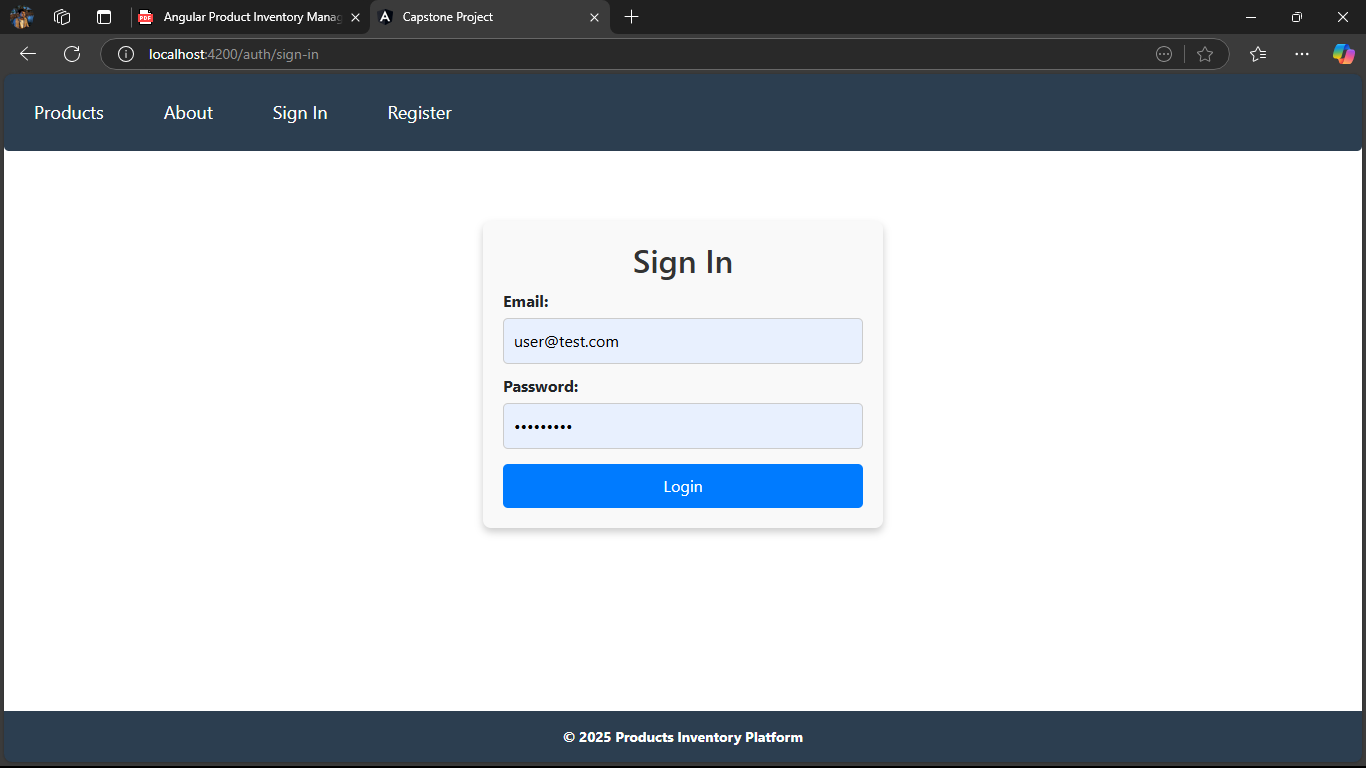 Angular Product Inventory Manag
Capstone Project
localhost:4200/auth/sign-in
Products About Sign In Register
Sign In
Email:
user@test.com
Password:
•••••••••
Login
© 2025 Products Inventory Platform